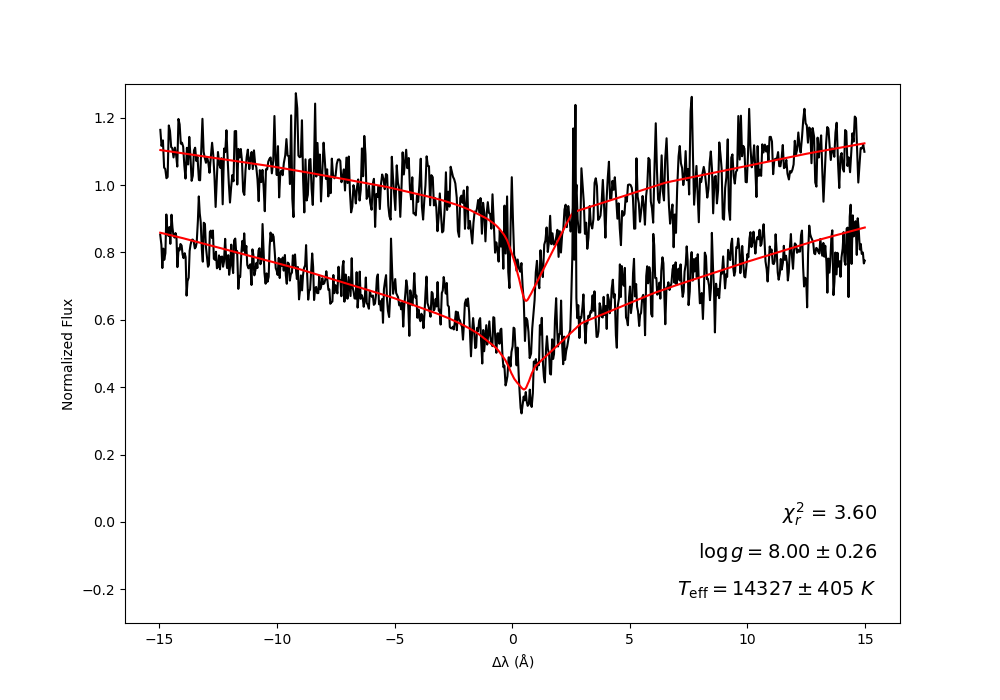 1.2
1.0
0.8
0.6
0.4
0.2
0.0
−0.2
Normalized Flux
χ²ᵣ = 3.60
log g = 8.00 ± 0.26
T_eff = 14327 ± 405 K
−15 −10 −5 0 5 10 15
Δλ (Å)